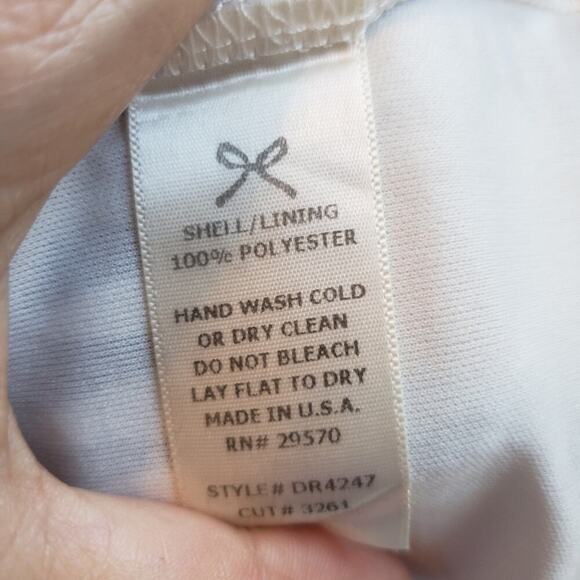 SHELL/LINING
100% POLYESTER
HAND WASH COLD
OR DRY CLEAN
DO NOT BLEACH
LAY FLAT TO DRY
MADE IN U.S.A.
RN# 29570
STYLE# DR4247
CUT # 3261